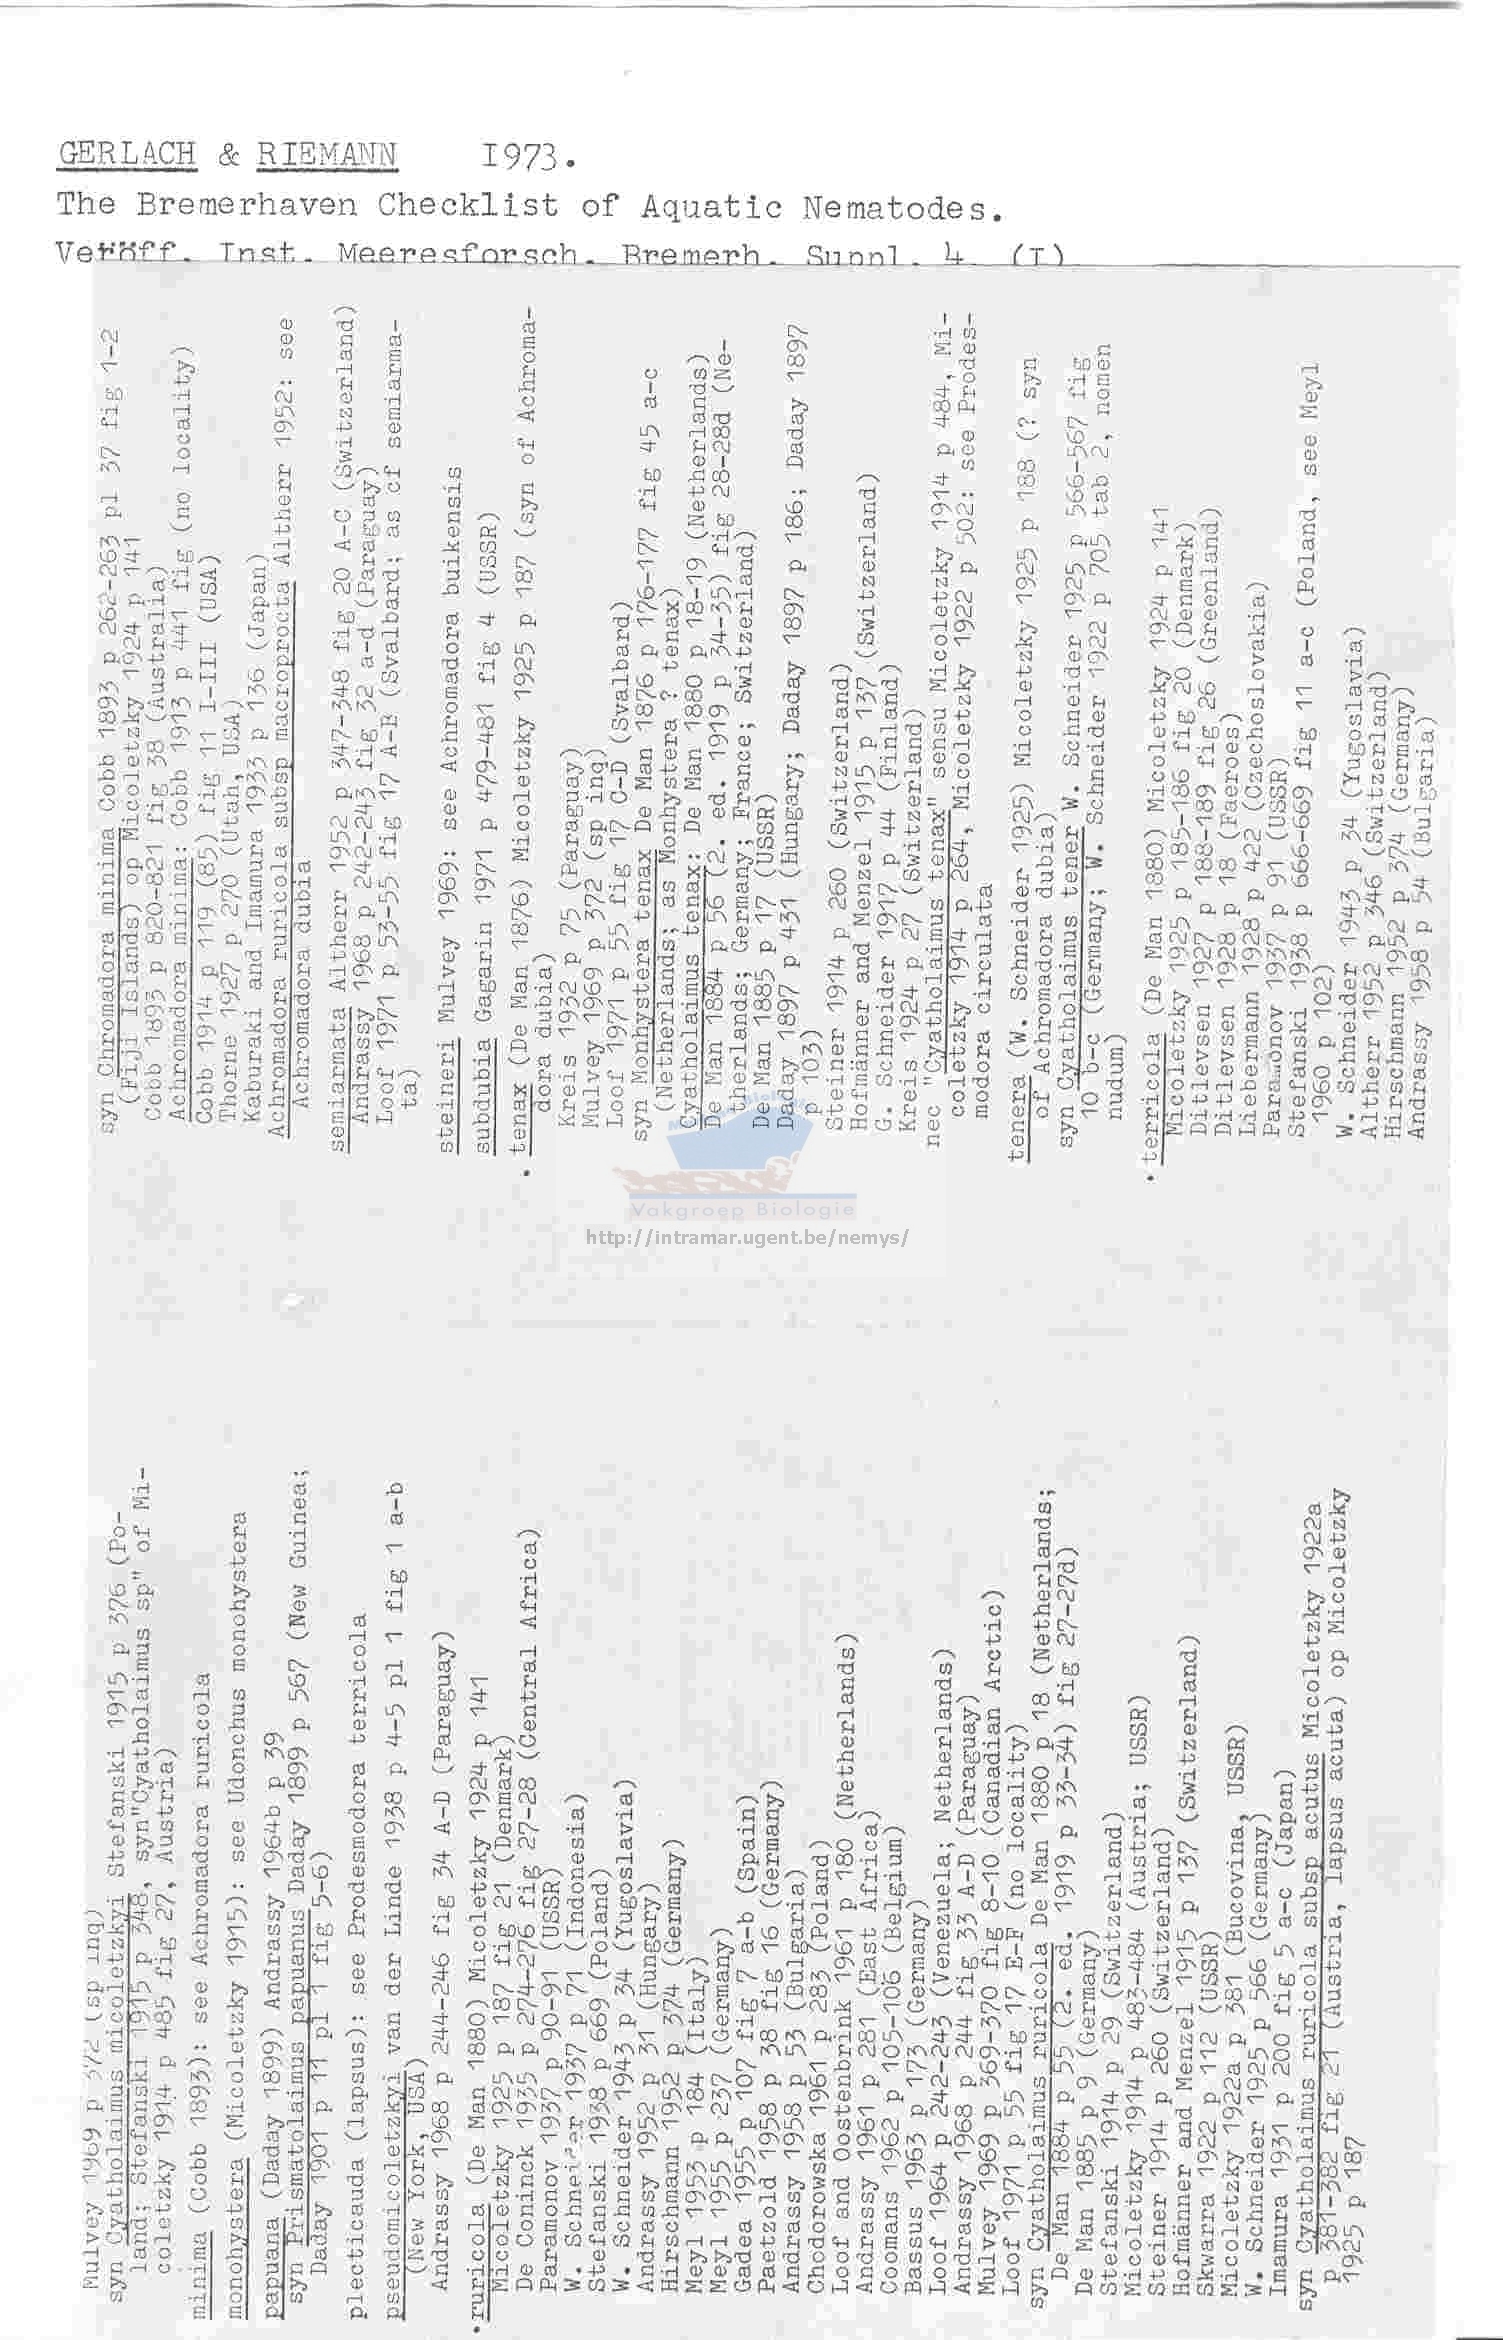 GERLACH & RIEMANN I973.
The Bremerhaven Checklist of Aquatic Nematodes.
Veröff. Inst. Meeresforsch. Bremerh. Suppl. 4 (I)
Mulvey 1969 p 372 (sp inq)
syn Cyatholaimus micoletzkyi Stefanski 1915 p 376 (Po-
land; Stefanski 1915 p 348, syn"Cyatholaimus sp" of Mi-
coletzky 1914 p 485 fig 27, Austria)
minima (Cobb 1893): see Achromadora ruricola
monohystera (Micoletzky 1915): see Udonchus monohystera
papuana (Daday 1899) Andrassy 1964b p 39
syn Prismatolaimus papuanus Daday 1899 p 567 (New Guinea;
Daday 1901 p 11 pl 1 fig 5-6)
plecticauda (lapsus): see Prodesmodora terricola
pseudomicoletzkyi van der Linde 1938 p 4-5 pl 1 fig 1 a-b
(New York, USA)
Andrassy 1968 p 244-246 fig 34 A-D (Paraguay)
• ruricola (De Man 1880) Micoletzky 1924 p 141
Micoletzky 1925 p 187 fig 21 (Denmark)
De Coninck 1935 p 274-276 fig 27-28 (Central Africa)
Paramonov 1937 p 90-91 (USSR)
W. Schneider 1937 p 71 (Indonesia)
Stefanski 1938 p 669 (Poland)
W. Schneider 1943 p 34 (Yugoslavia)
Andrassy 1952 p 31 (Hungary)
Hirschmann 1952 p 374 (Germany)
Meyl 1953 p 184 (Italy)
Meyl 1955 p 237 (Germany)
Gadea 1955 p 107 fig 7 a-b (Spain)
Paetzold 1958 p 38 fig 16 (Germany)
Andrassy 1958 p 53 (Bulgaria)
Chodorowska 1961 p 283 (Poland)
Loof and Oostenbrink 1961 p 180 (Netherlands)
Andrassy 1961 p 281 (East Africa)
Coomans 1962 p 105-106 (Belgium)
Bassus 1963 p 173 (Germany)
Loof 1964 p 242-243 (Venezuela; Netherlands)
Andrassy 1968 p 244 fig 33 A-D (Paraguay)
Mulvey 1969 p 369-370 fig 8-10 (Canadian Arctic)
Loof 1971 p 55 fig 17 E-F (no locality)
syn Cyatholaimus ruricola De Man 1880 p 18 (Netherlands;
De Man 1884 p 55 (2. ed. 1919 p 33-34) fig 27-27d)
De Man 1885 p 9 (Germany)
Stefanski 1914 p 29 (Switzerland)
Micoletzky 1914 p 483-484 (Austria; USSR)
Steiner 1914 p 260 (Switzerland)
Hofmänner and Menzel 1915 p 137 (Switzerland)
Skwarra 1922 p 112 (USSR)
Micoletzky 1922a p 381 (Bucovina, USSR)
W. Schneider 1925 p 566 (Germany)
Imamura 1931 p 200 fig 5 a-c (Japan)
syn Cyatholaimus ruricola subsp acutus Micoletzky 1922a
p 381-382 fig 21 (Austria, lapsus acuta) op Micoletzky
1925 p 187
syn Chromadora minima Cobb 1893 p 262-263 pl 37 fig 1-2
(Fiji Islands) op Micoletzky 1924 p 141
Cobb 1893 p 820-821 fig 38 (Australia)
Achromadora minima: Cobb 1913 p 441 fig (no locality)
Cobb 1914 p 119 (85) fig 11 I-III (USA)
Thorne 1927 p 270 (Utah, USA)
Kaburaki and Imamura 1933 p 136 (Japan)
Achromadora ruricola subsp macroprocta Altherr 1952: see
Achromadora dubia
semiarmata Altherr 1952 p 347-348 fig 20 A-C (Switzerland)
Andrassy 1968 p 242-243 fig 32 a-d (Paraguay)
Loof 1971 p 53-55 fig 17 A-B (Svalbard; as cf semiarma-
ta)
steineri Mulvey 1969: see Achromadora buikensis
subdubia Gagarin 1971 p 479-481 fig 4 (USSR)
• tenax (De Man 1876) Micoletzky 1925 p 187 (syn of Achroma-
dora dubia)
Kreis 1932 p 75 (Paraguay)
Mulvey 1969 p 372 (sp inq)
Loof 1971 p 55 fig 17 C-D (Svalbard)
syn Monhystera tenax De Man 1876 p 176-177 fig 45 a-c
(Netherlands; as Monhystera ? tenax)
Cyatholaimus tenax: De Man 1880 p 18-19 (Netherlands)
De Man 1884 p 56 (2. ed. 1919 p 34-35) fig 28-28d (Ne-
therlands; Germany; France; Switzerland)
De Man 1885 p 17 (USSR)
Daday 1897 p 431 (Hungary; Daday 1897 p 186; Daday 1897
p 103)
Steiner 1914 p 260 (Switzerland)
Hofmänner and Menzel 1915 p 137 (Switzerland)
G. Schneider 1917 p 44 (Finland)
Kreis 1924 p 27 (Switzerland)
nec "Cyatholaimus tenax" sensu Micoletzky 1914 p 484, Mi-
coletzky 1914 p 264, Micoletzky 1922 p 502: see Prodes-
modora circulata
tenera (W. Schneider 1925) Micoletzky 1925 p 188 (? syn
of Achromadora dubia)
syn Cyatholaimus tener W. Schneider 1925 p 566-567 fig
10 b-c (Germany; W. Schneider 1922 p 705 tab 2, nomen
nudum)
• terricola (De Man 1880) Micoletzky 1924 p 141
Micoletzky 1925 p 185-186 fig 20 (Denmark)
Ditlevsen 1927 p 188-189 fig 26 (Greenland)
Ditlevsen 1928 p 18 (Faeroes)
Liebermann 1928 p 422 (Czechoslovakia)
Paramonov 1937 p 91 (USSR)
Stefanski 1938 p 666-669 fig 11 a-c (Poland, see Meyl
1960 p 102)
W. Schneider 1943 p 34 (Yugoslavia)
Altherr 1952 p 346 (Switzerland)
Hirschmann 1952 p 374 (Germany)
Andrassy 1958 p 54 (Bulgaria)
Vakgroep Biologie
http://intramar.ugent.be/nemys/